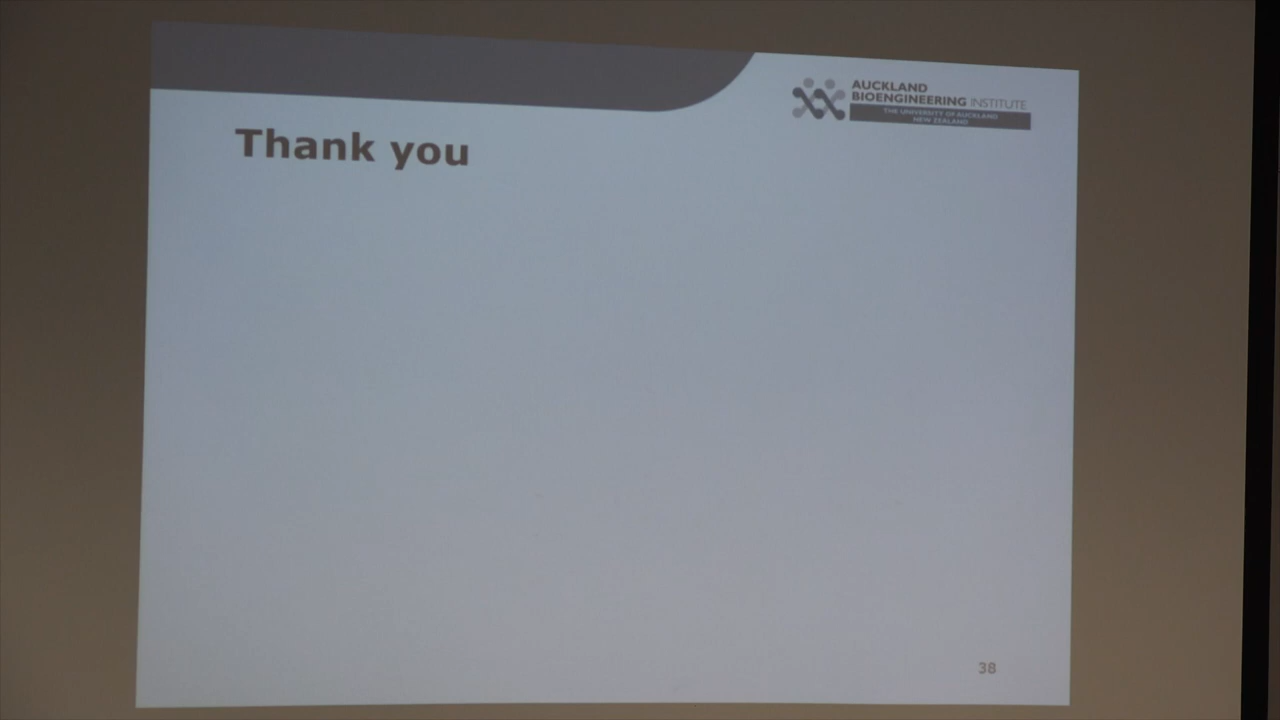 AUCKLAND
BIOENGINEERING INSTITUTE
THE UNIVERSITY OF AUCKLAND
NEW ZEALAND
Thank you
38